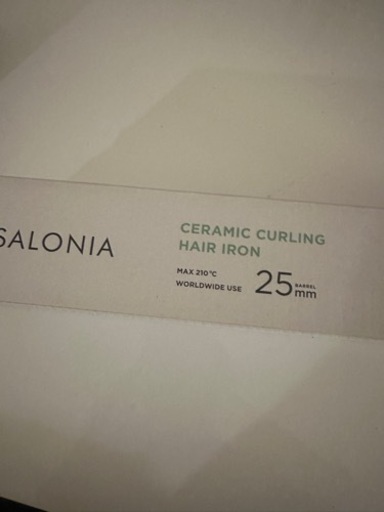 SALONIA
CERAMIC CURLING
HAIR IRON
MAX 210°C
WORLDWIDE USE
25 BARREL mm